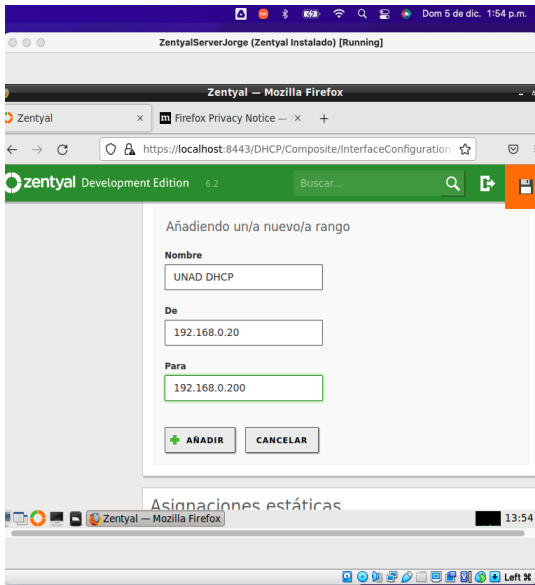 Dom 5 de dic. 1:54 p.m.
ZentyalServerJorge (Zentyal Instalado) [Running]
Zentyal — Mozilla Firefox
Zentyal × m Firefox Privacy Notice — × +
https://localhost:8443/DHCP/Composite/InterfaceConfiguration
zentyal Development Edition 6.2 Buscar...
Añadiendo un/a nuevo/a rango
Nombre
UNAD DHCP
De
192.168.0.20
Para
192.168.0.200
+ AÑADIR CANCELAR
Asignaciones estáticas
Zentyal — Mozilla Firefox 13:54
Left ⌘